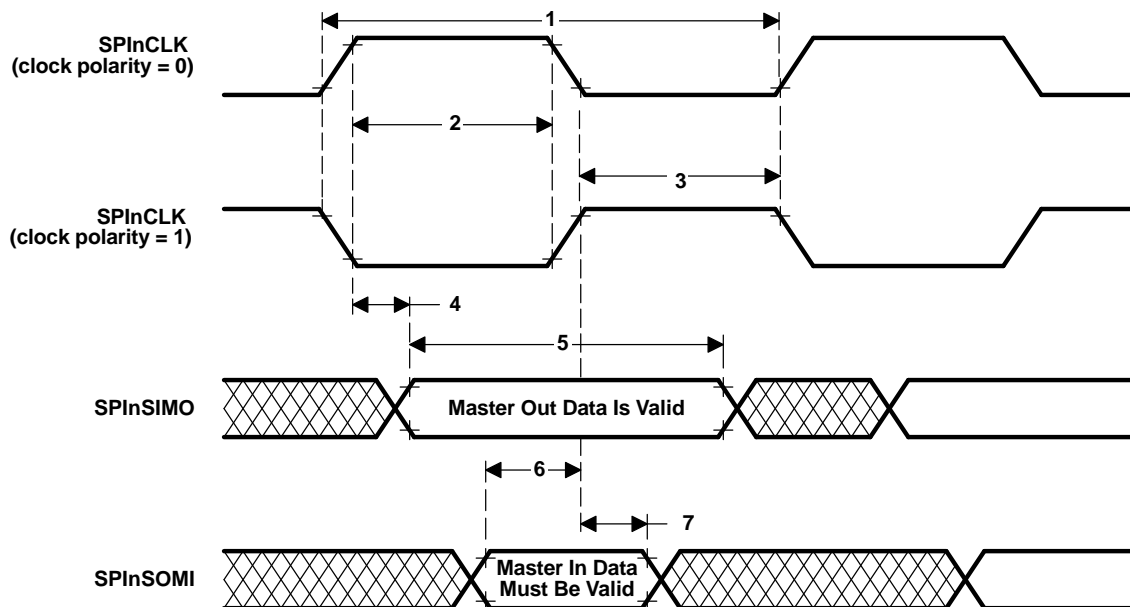 1
SPInCLK
(clock polarity = 0)
2
3
SPInCLK
(clock polarity = 1)
4
5
SPInSIMO
Master Out Data Is Valid
6
7
SPInSOMI
Master In Data
Must Be Valid